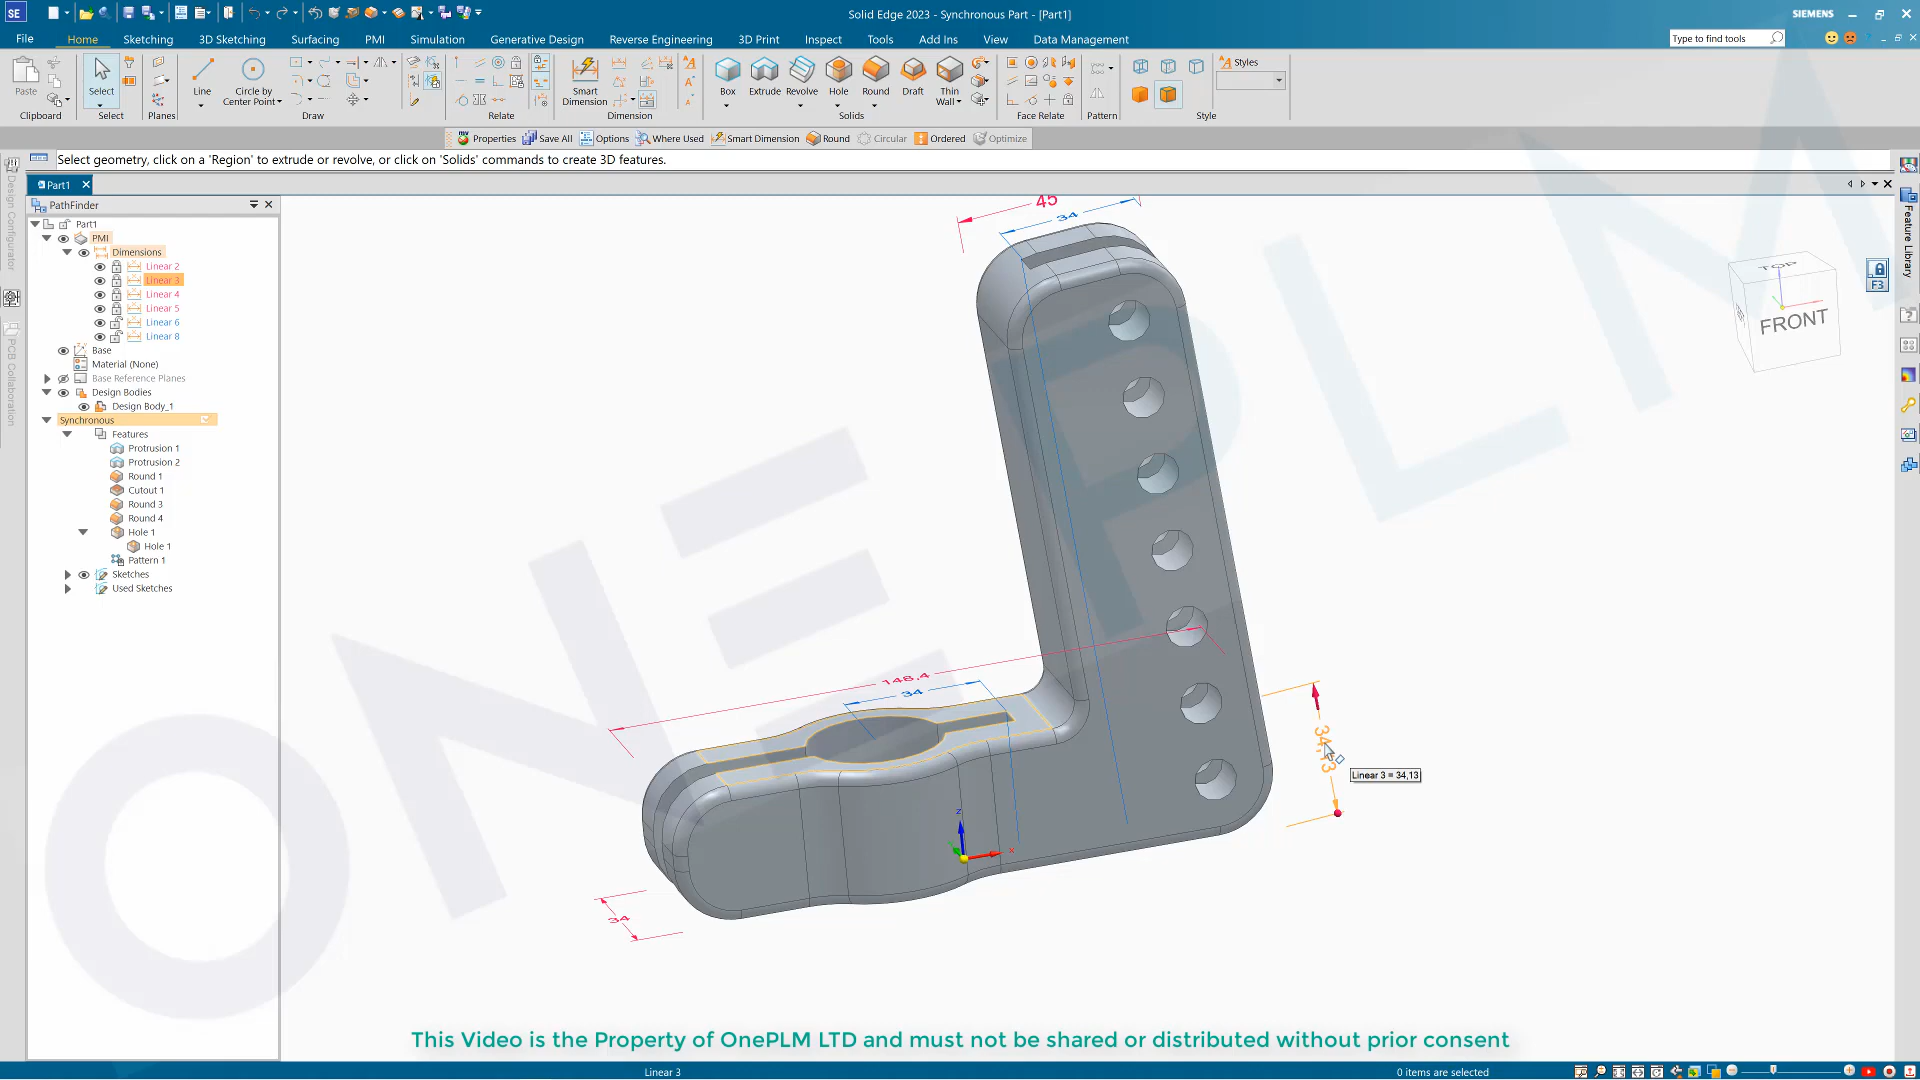 SE
Solid Edge 2023 - Synchronous Part - [Part1]
SIEMENS
File Home Sketching 3D Sketching Surfacing PMI Simulation Generative Design Reverse Engineering 3D Print Inspect Tools Add Ins View Data Management
Type to find tools
Paste Select Line Circle by Center Point Smart Dimension Box Extrude Revolve Hole Round Draft Thin Wall Styles
Clipboard Select Planes Draw Relate Dimension Solids Face Relate Pattern Style
Properties Save All Options Where Used Smart Dimension Round Circular Ordered Optimize
Select geometry, click on a 'Region' to extrude or revolve, or click on 'Solids' commands to create 3D features.
Part1
PathFinder
Part1
PMI
Dimensions
Linear 2
Linear 3
Linear 4
Linear 5
Linear 6
Linear 8
Base
Material (None)
Base Reference Planes
Design Bodies
Design Body_1
Synchronous
Features
Protrusion 1
Protrusion 2
Round 1
Cutout 1
Round 3
Round 4
Hole 1
Hole 1
Pattern 1
Sketches
Used Sketches
Design Configurator
PCB Collaboration
45
34
148.4
34
34,13
Linear 3 = 34,13
34
z
x
TOP
FRONT
F3
Feature Library
ONEPLM
This Video is the Property of OnePLM LTD and must not be shared or distributed without prior consent
Linear 3
0 items are selected